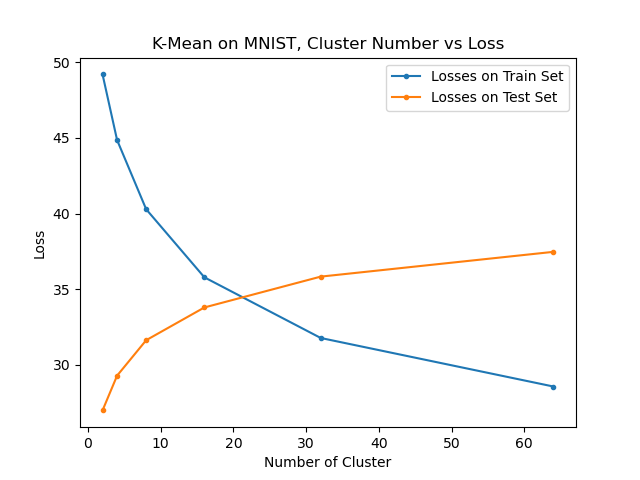 K-Mean on MNIST, Cluster Number vs Loss
Losses on Train Set
Losses on Test Set
50
45
40
35
30
Loss
0 10 20 30 40 50 60
Number of Cluster